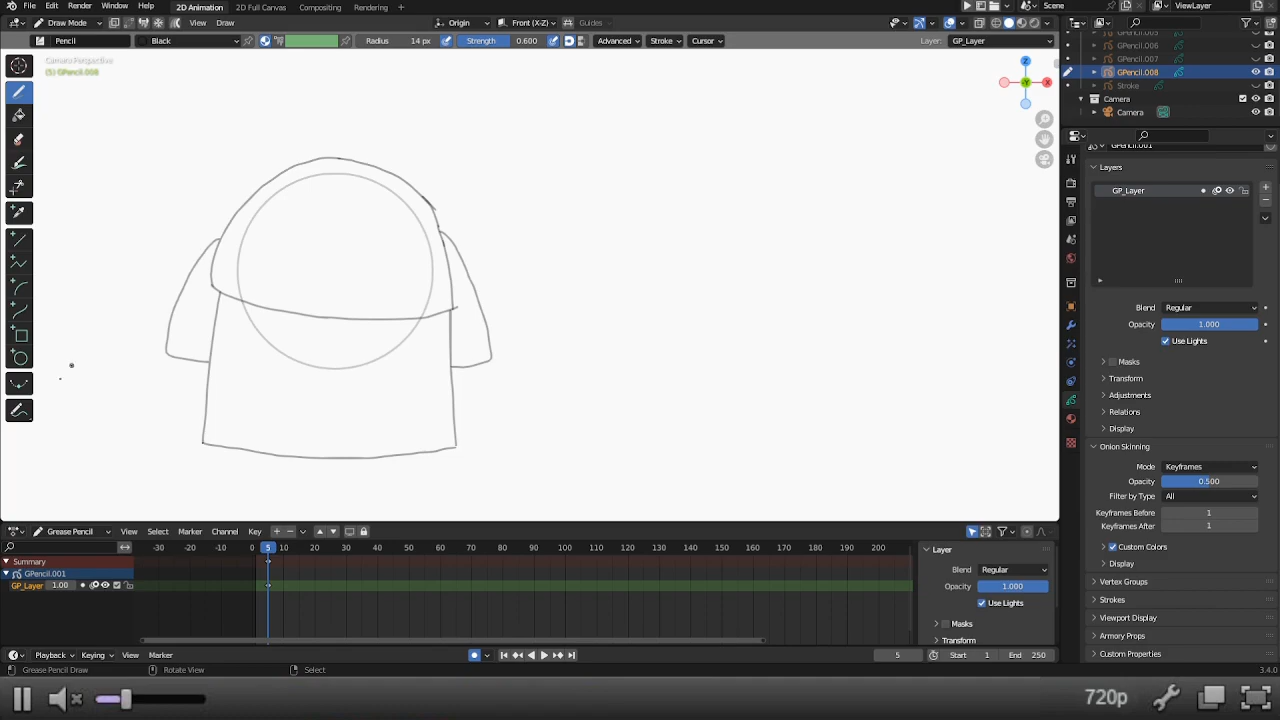 File Edit Render Window Help 2D Animation 2D Full Canvas Compositing Rendering Scene ViewLayer
Draw Mode View Draw Origin Front (X-Z) Guides
Pencil Black Radius 14 px Strength 0.600 Advanced Stroke Cursor Layer: GP_Layer
Camera Perspective
(5) GPencil.008
Z
X
-Y
GPencil.006
GPencil.007
GPencil.008
Stroke
Camera
Camera
GPencil.001
Layers
GP_Layer
Blend Regular
Opacity 1.000
Use Lights
Masks
Transform
Adjustments
Relations
Display
Onion Skinning
Mode Keyframes
Opacity 0.500
Filter by Type All
Keyframes Before 1
Keyframes After 1
Custom Colors
Display
Vertex Groups
Strokes
Viewport Display
Armory Props
Custom Properties
Grease Pencil View Select Marker Channel Key
-30 -20 -10 0 5 10 20 30 40 50 60 70 80 90 100 110 120 130 140 150 160 170 180 190 200
Summary
GPencil.001
GP_Layer 1.00
Layer
Blend Regular
Opacity 1.000
Use Lights
Masks
Transform
Playback Keying View Marker 5 Start 1 End 250
Grease Pencil Draw Rotate View Select 3.4.0
720p